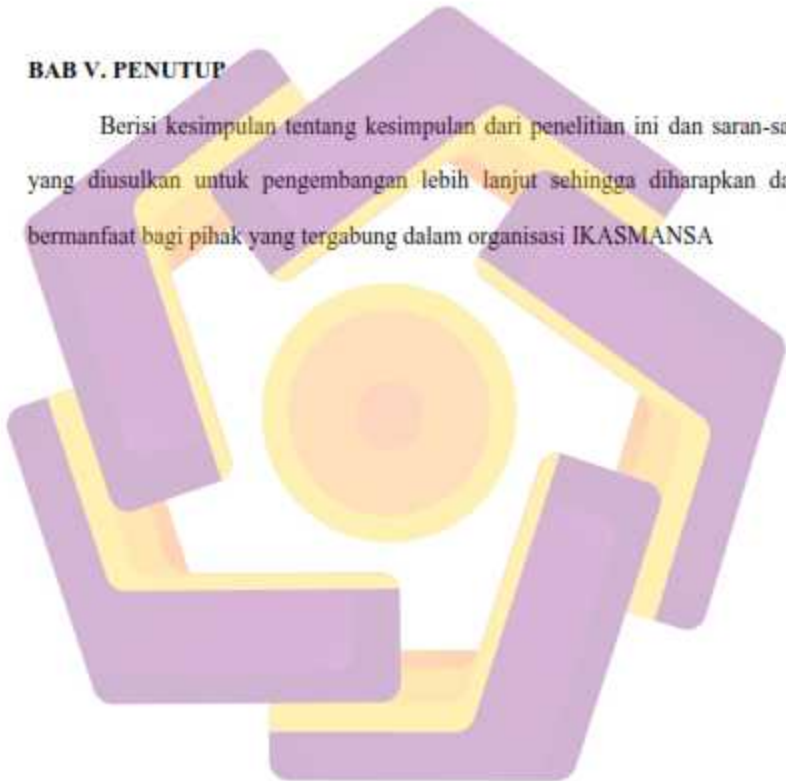 BAB V. PENUTUP
Berisi kesimpulan tentang kesimpulan dari penelitian ini dan saran-sa
yang diusulkan untuk pengembangan lebih lanjut sehingga diharapkan da
bermanfaat bagi pihak yang tergabung dalam organisasi IKASMANSA